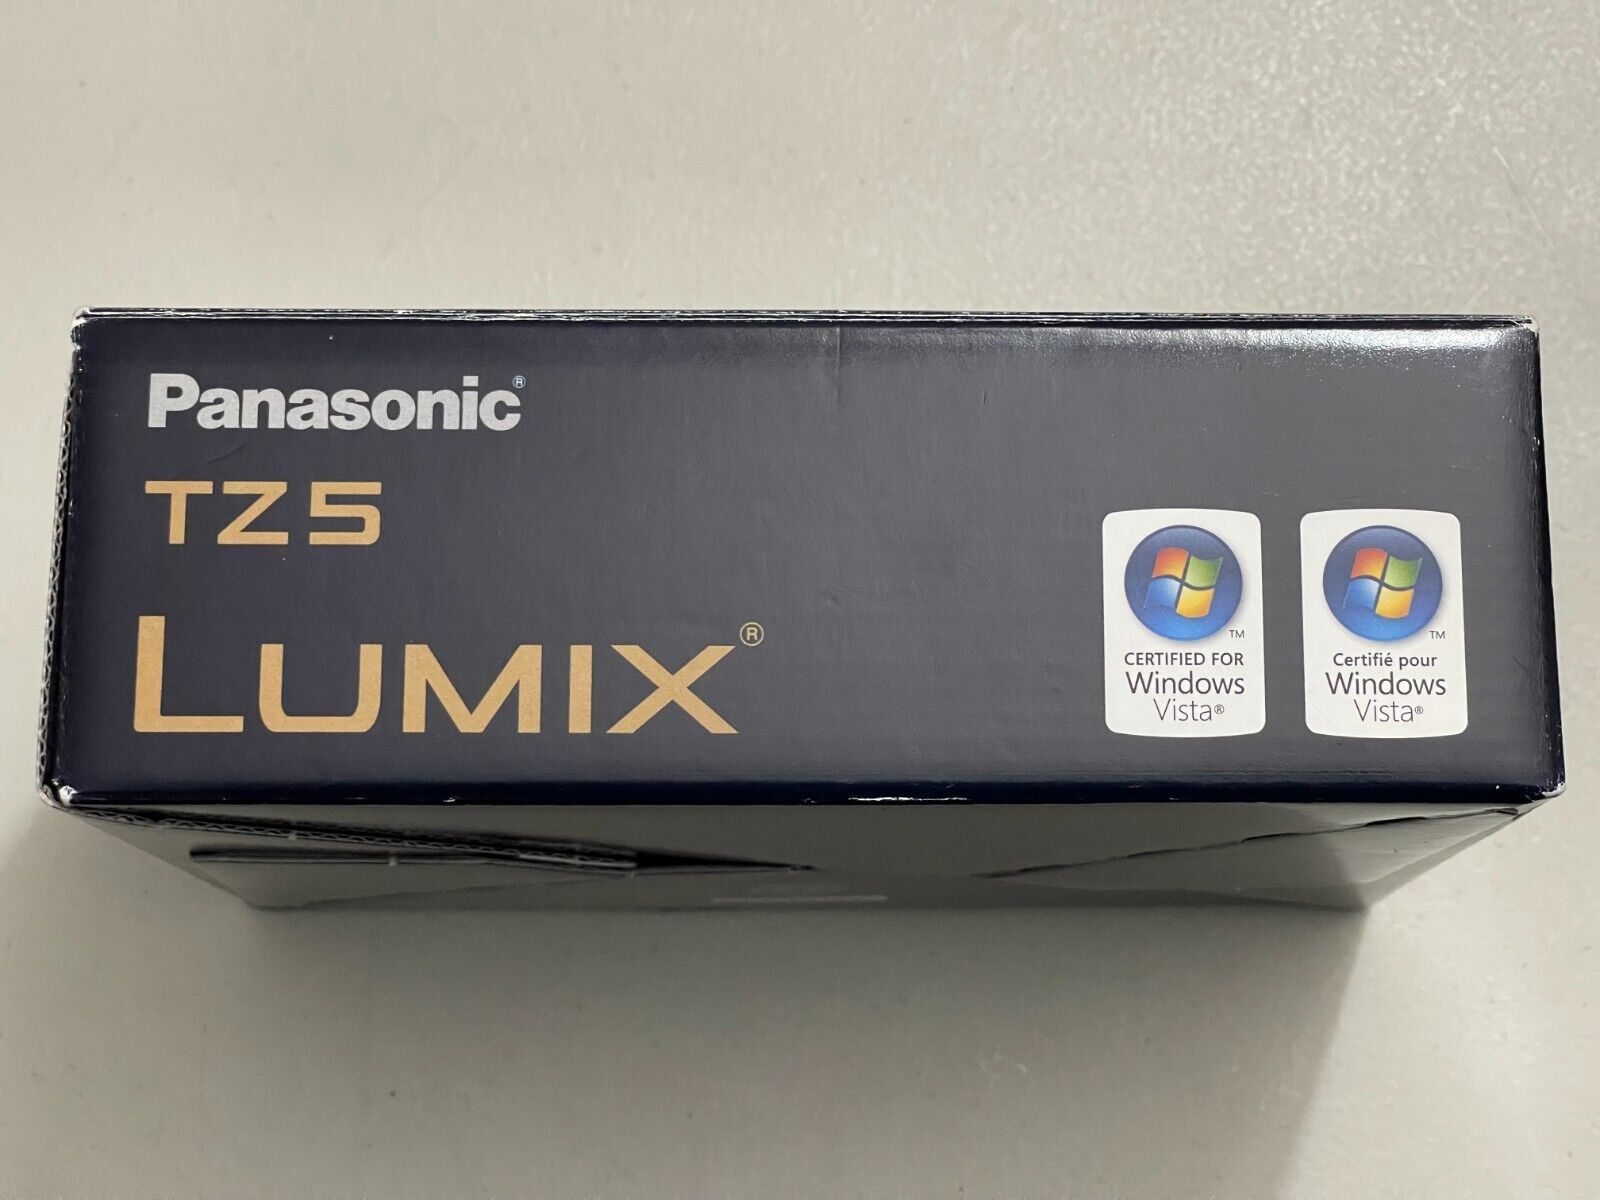 Panasonic®
TZ5
LUMIX®
TM
CERTIFIED FOR
Windows
Vista®
TM
Certifié pour
Windows
Vista®